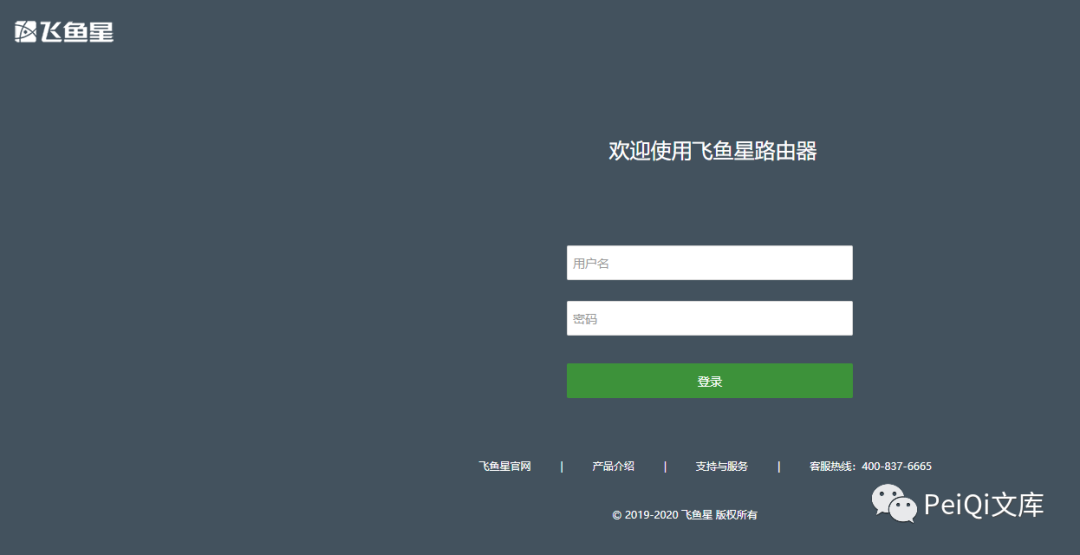 飞鱼星
欢迎使用飞鱼星路由器
用户名
密码
登录
飞鱼星官网 | 产品介绍 | 支持与服务 | 客服热线：400-837-6665
© 2019-2020 飞鱼星 版权所有
PeiQi文库